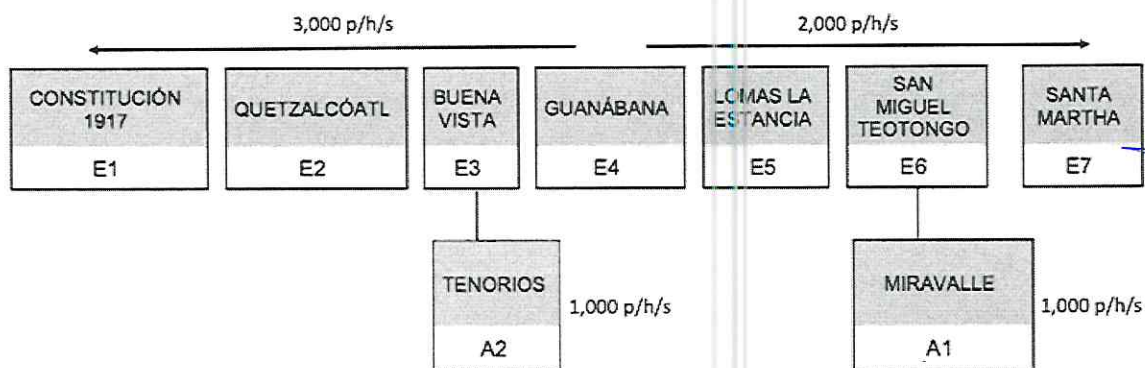 3,000 p/h/s
2,000 p/h/s
CONSTITUCIÓN
1917
E1
QUETZALCÓATL
E2
BUENA
VISTA
E3
GUANÁBANA
E4
LOMAS LA
ESTANCIA
E5
SAN
MIGUEL
TEOTONGO
E6
SANTA
MARTHA
E7
TENORIOS
A2
1,000 p/h/s
MIRAVALLE
A1
1,000 p/h/s